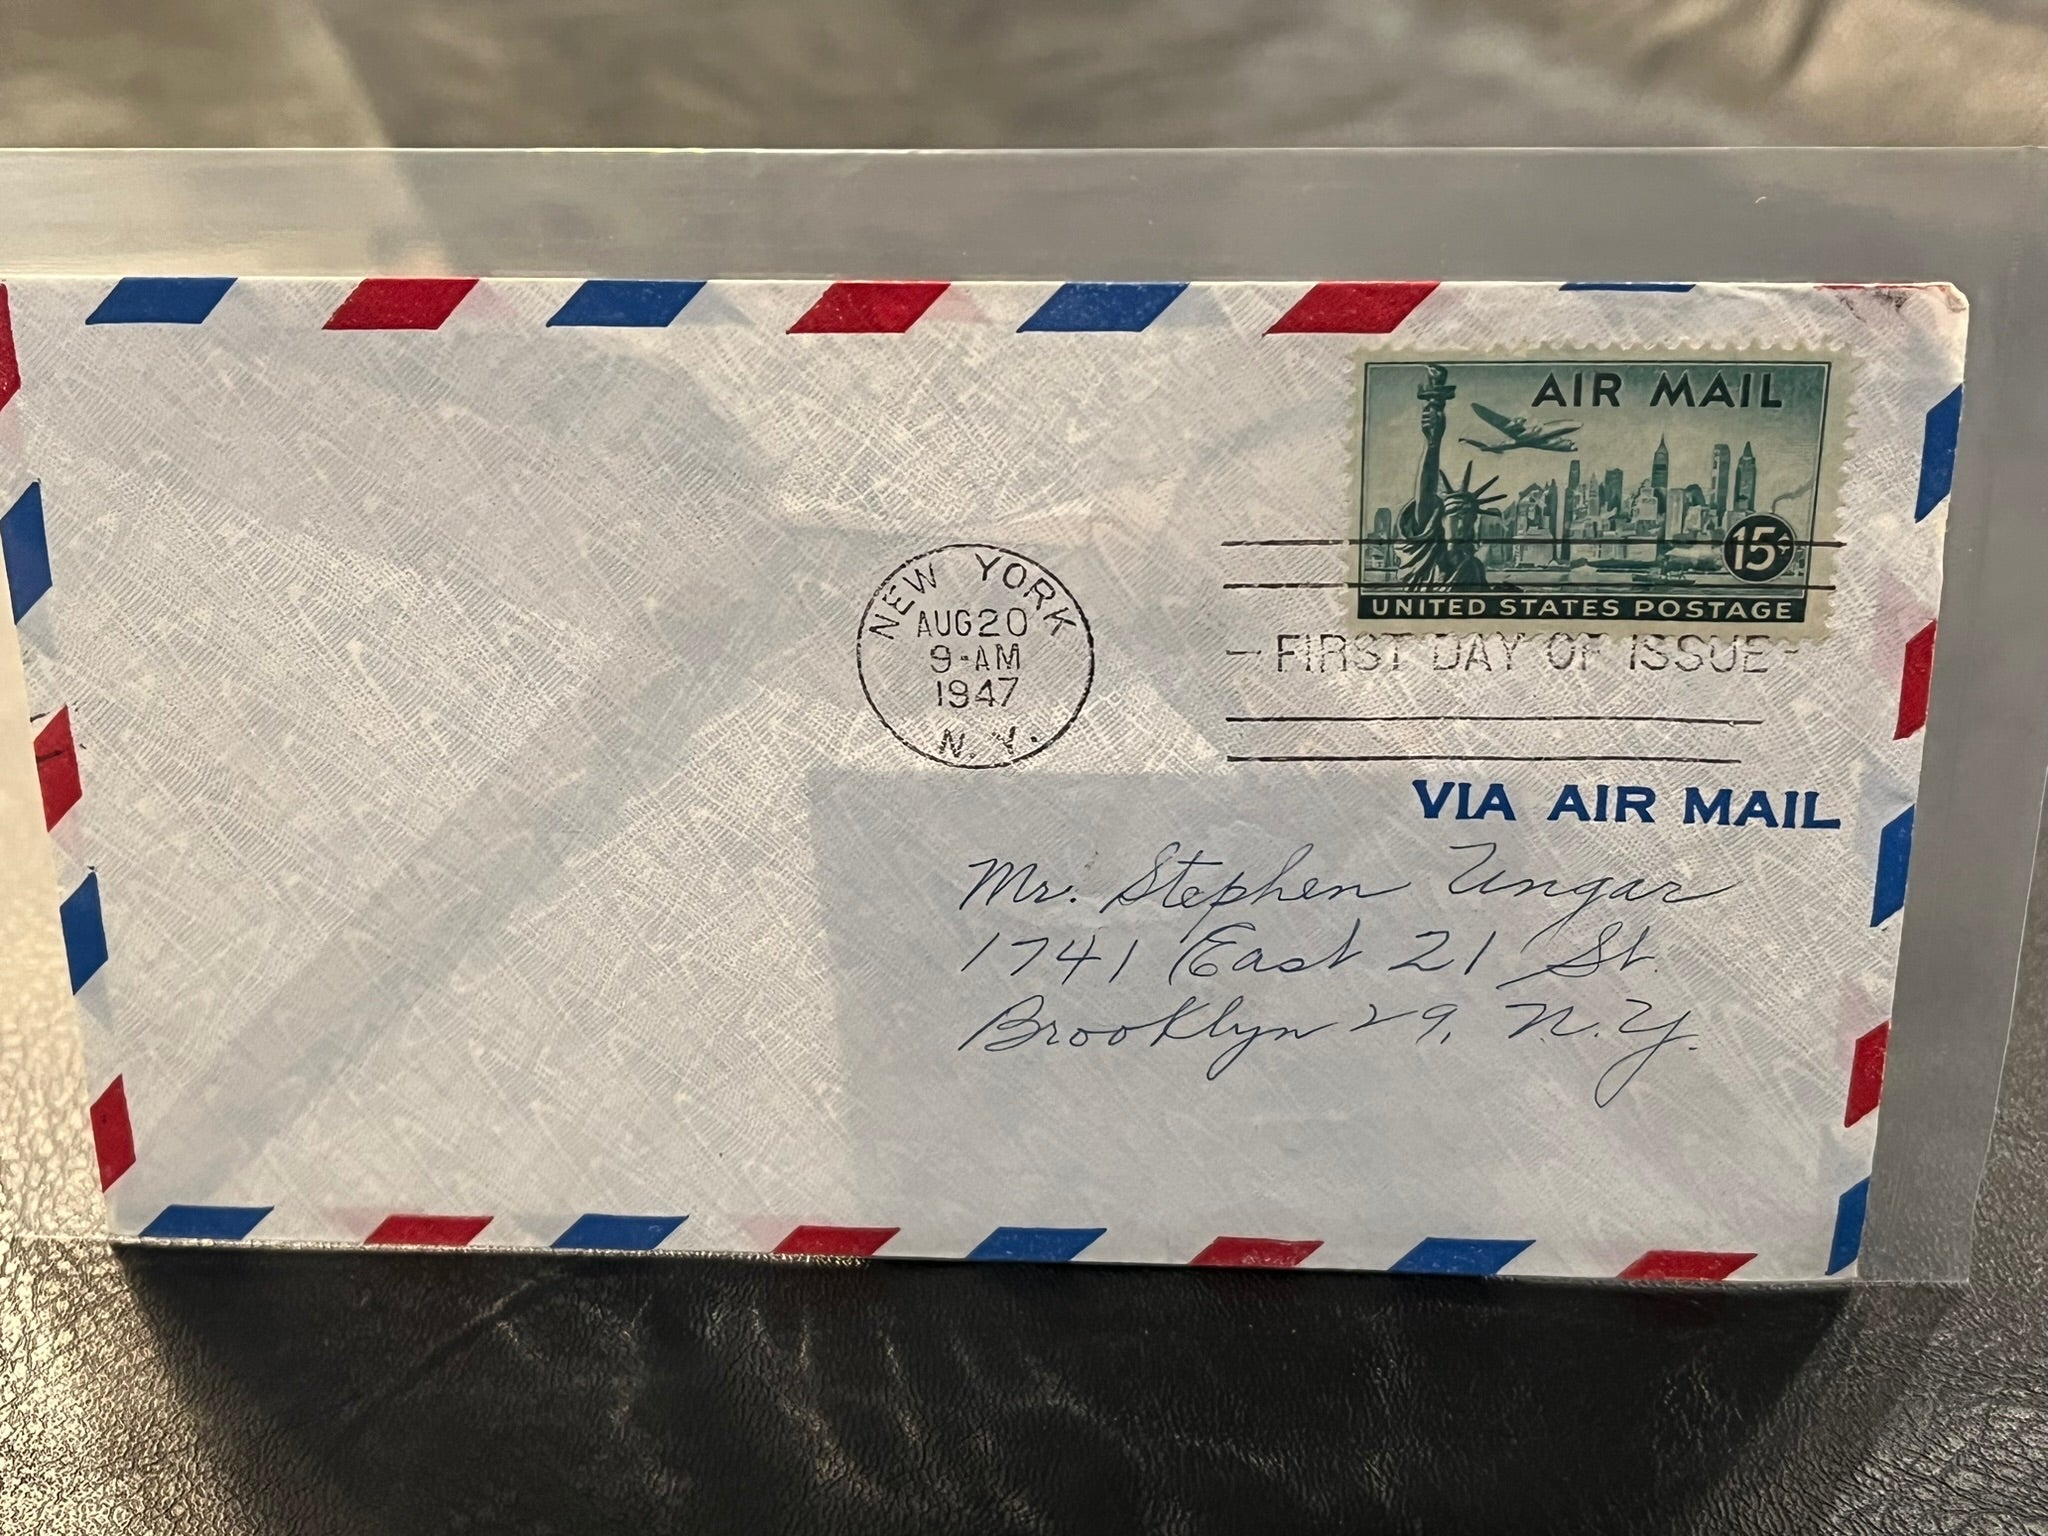 AIR MAIL
15¢
UNITED STATES POSTAGE
NEW YORK
AUG 20
9-AM
1947
N.Y.
- FIRST DAY OF ISSUE -
VIA AIR MAIL
Mr. Stephen Ungar
1741 East 21 St.
Brooklyn 29, N.Y.